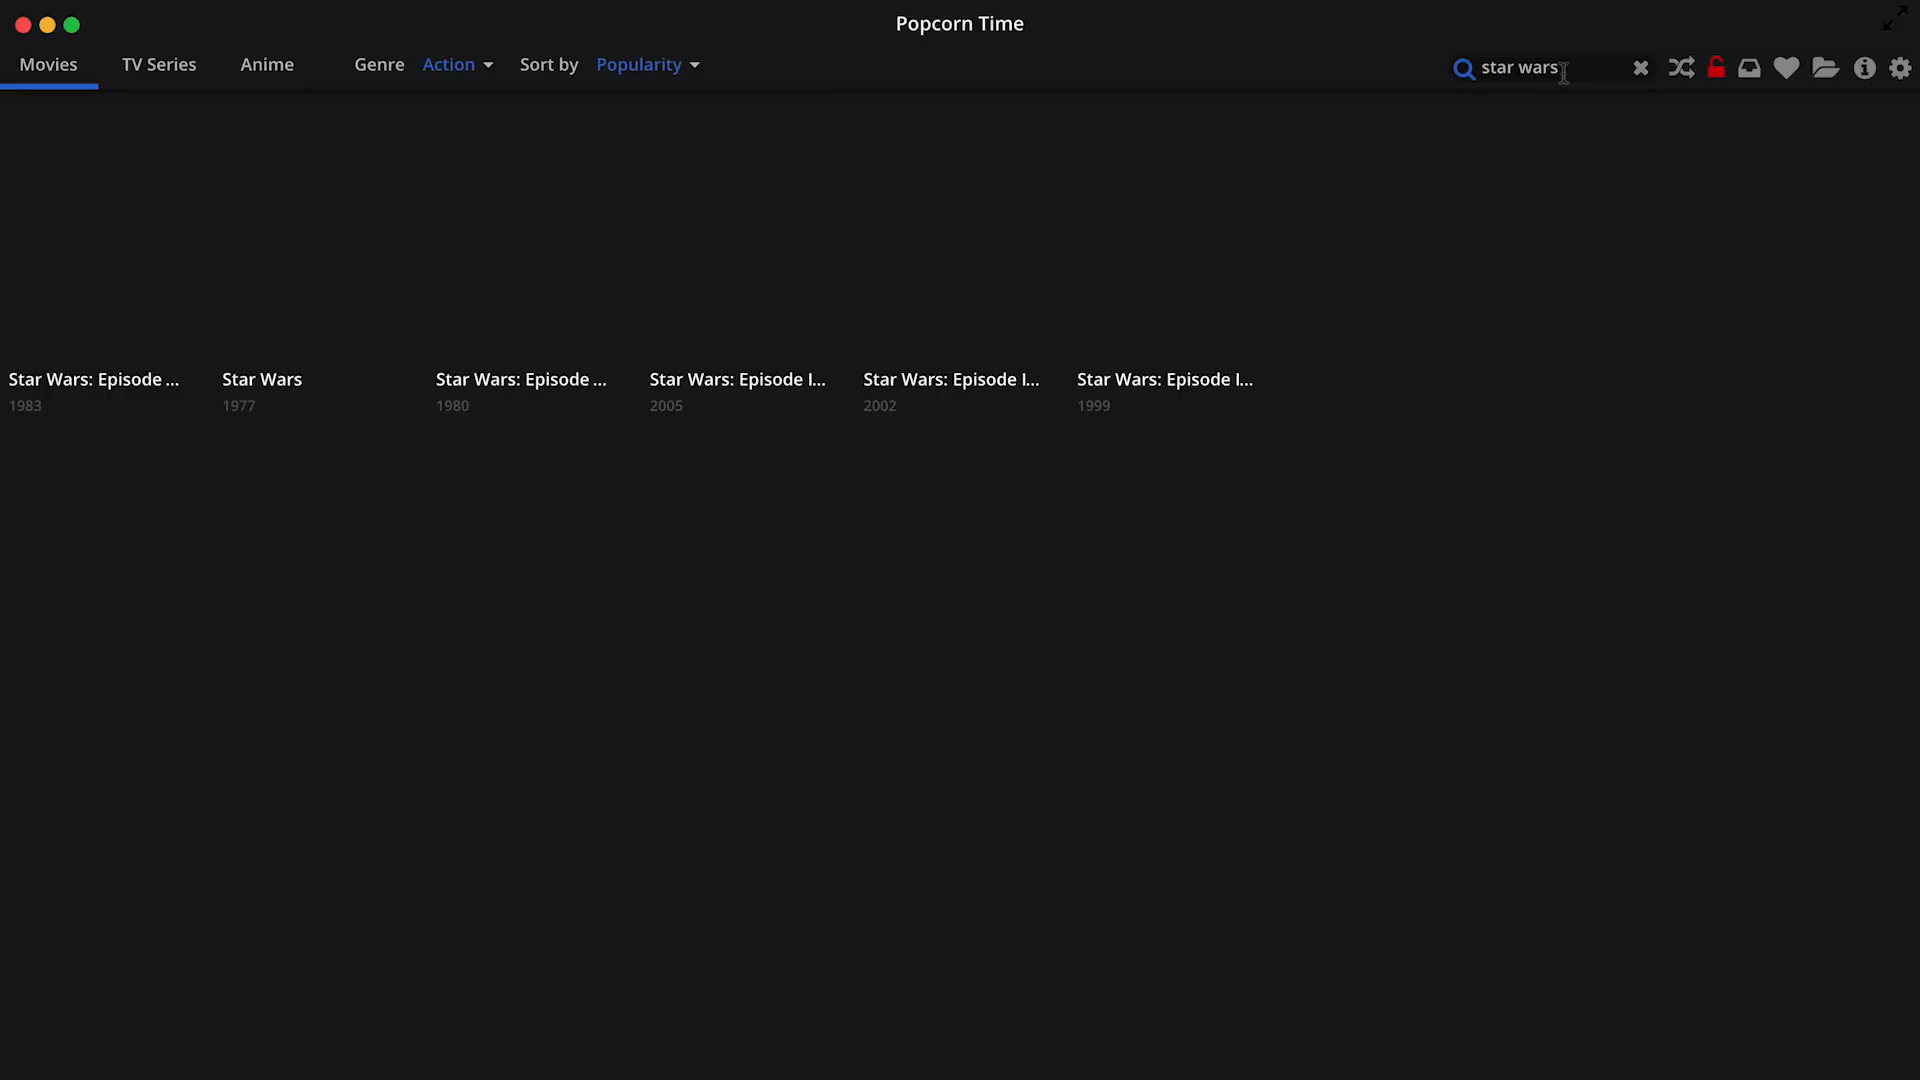 Popcorn Time
Movies TV Series Anime Genre Action Sort by Popularity star wars
Star Wars: Episode ... Star Wars Star Wars: Episode ... Star Wars: Episode I... Star Wars: Episode I... Star Wars: Episode I...
1983 1977 1980 2005 2002 1999